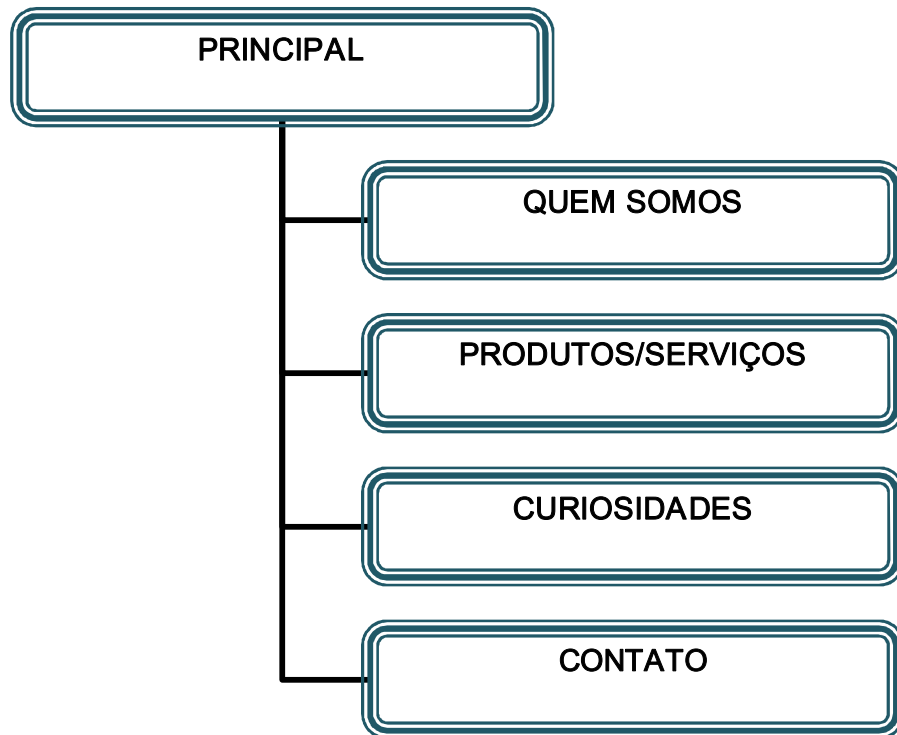 PRINCIPAL
QUEM SOMOS
PRODUTOS/SERVIÇOS
CURIOSIDADES
CONTATO